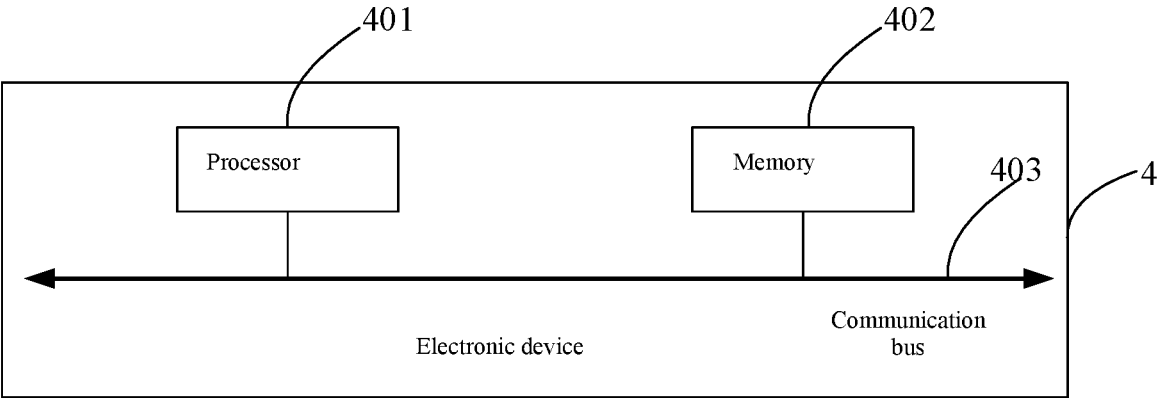 401
402
Processor
Memory
403
4
Communication
bus
Electronic device